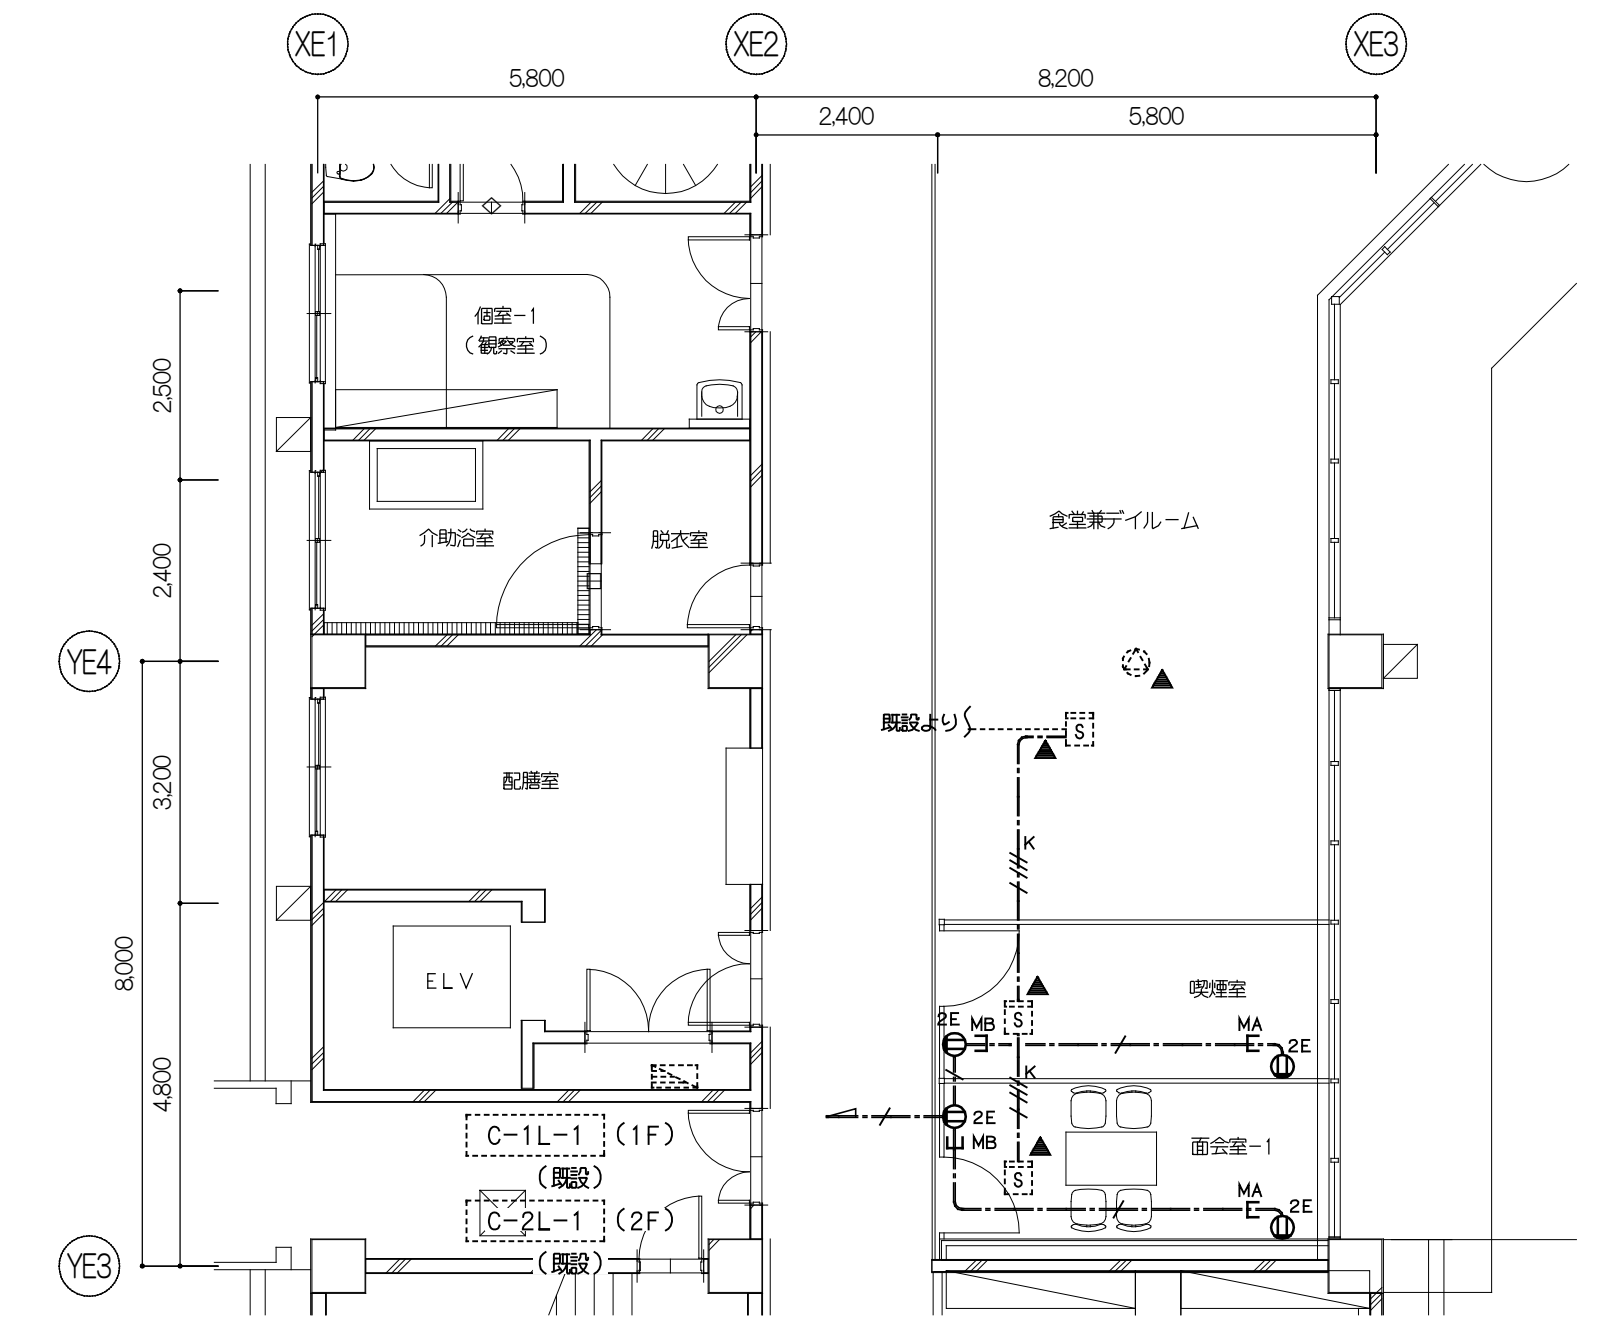 XE1
XE2
XE3
5,800
8,200
2,400
5,800
個室-1
(観察室)
2,500
食堂兼デイルーム
介助浴室
脱衣室
2,400
YE4
既設より
S
配膳室
3,200
K
8,000
ELV
喫煙室
2E
MB
S
MA
2E
4,800
K
C-1L-1 (1F)
2E
MB
面会室-1
(既設)
S
MA
2E
C-2L-1 (2F)
YE3
(既設)